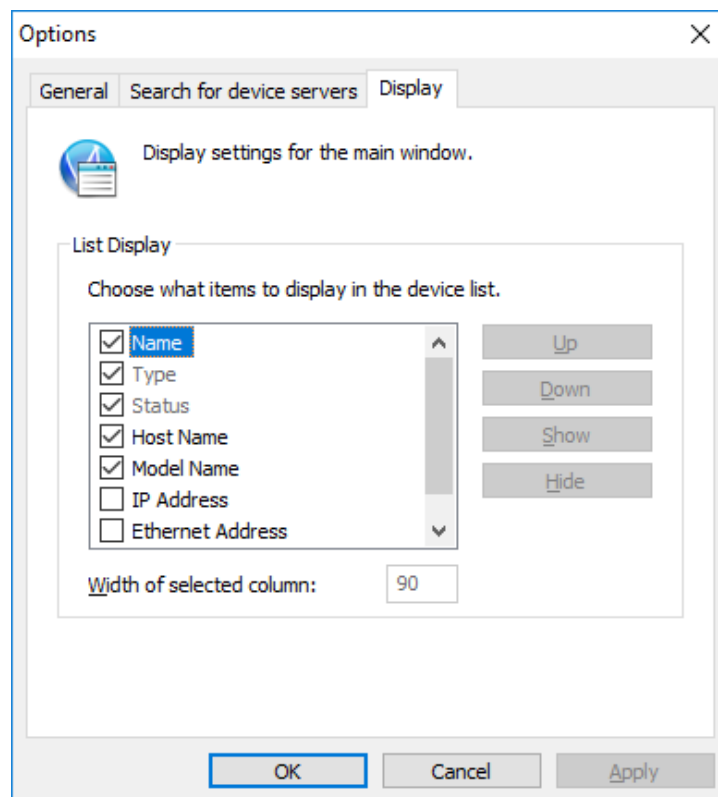 Options
General
Search for device servers
Display
Display settings for the main window.
List Display
Choose what items to display in the device list.
Name
Type
Status
Host Name
Model Name
IP Address
Ethernet Address
Up
Down
Show
Hide
Width of selected column:
90
OK
Cancel
Apply